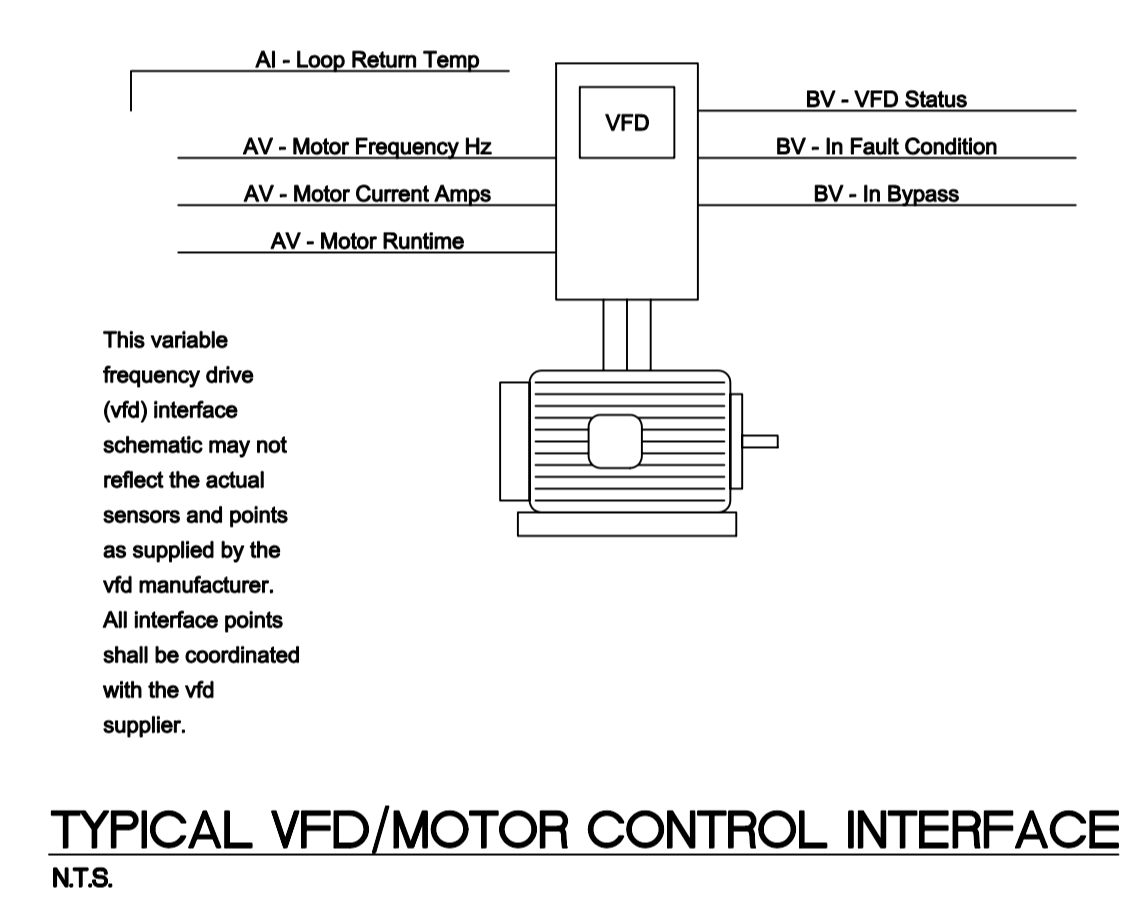 AI - Loop Return Temp
VFD
BV - VFD Status
AV - Motor Frequency Hz
BV - In Fault Condition
AV - Motor Current Amps
BV - In Bypass
AV - Motor Runtime
This variable
frequency drive
(vfd) interface
schematic may not
reflect the actual
sensors and points
as supplied by the
vfd manufacturer.
All interface points
shall be coordinated
with the vfd
supplier.
TYPICAL VFD/MOTOR CONTROL INTERFACE
N.T.S.